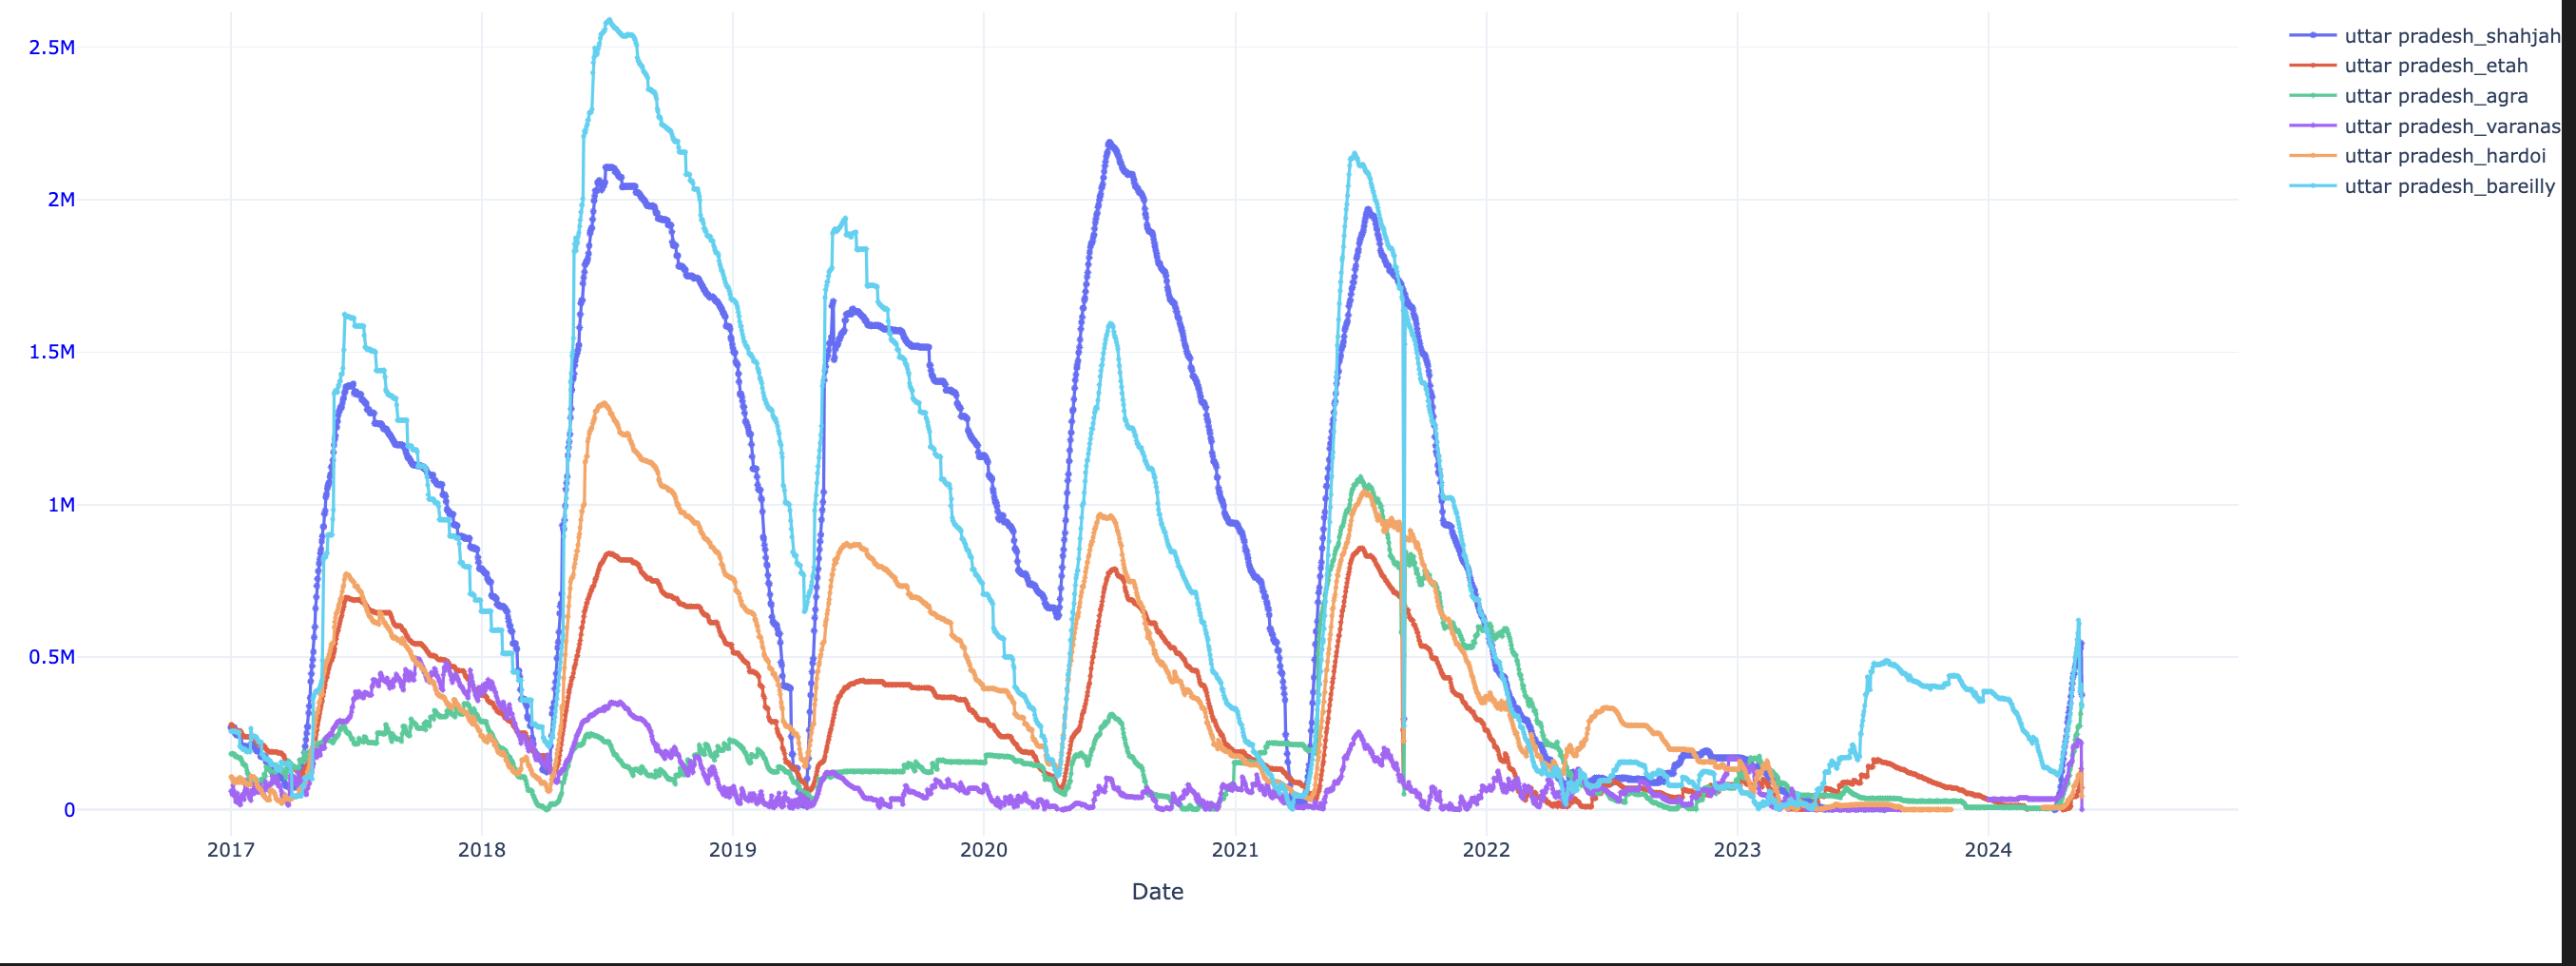 2.5M
2M
1.5M
1M
0.5M
0
2017 2018 2019 2020 2021 2022 2023 2024
Date
uttar pradesh_shahjah
uttar pradesh_etah
uttar pradesh_agra
uttar pradesh_varanas
uttar pradesh_hardoi
uttar pradesh_bareilly